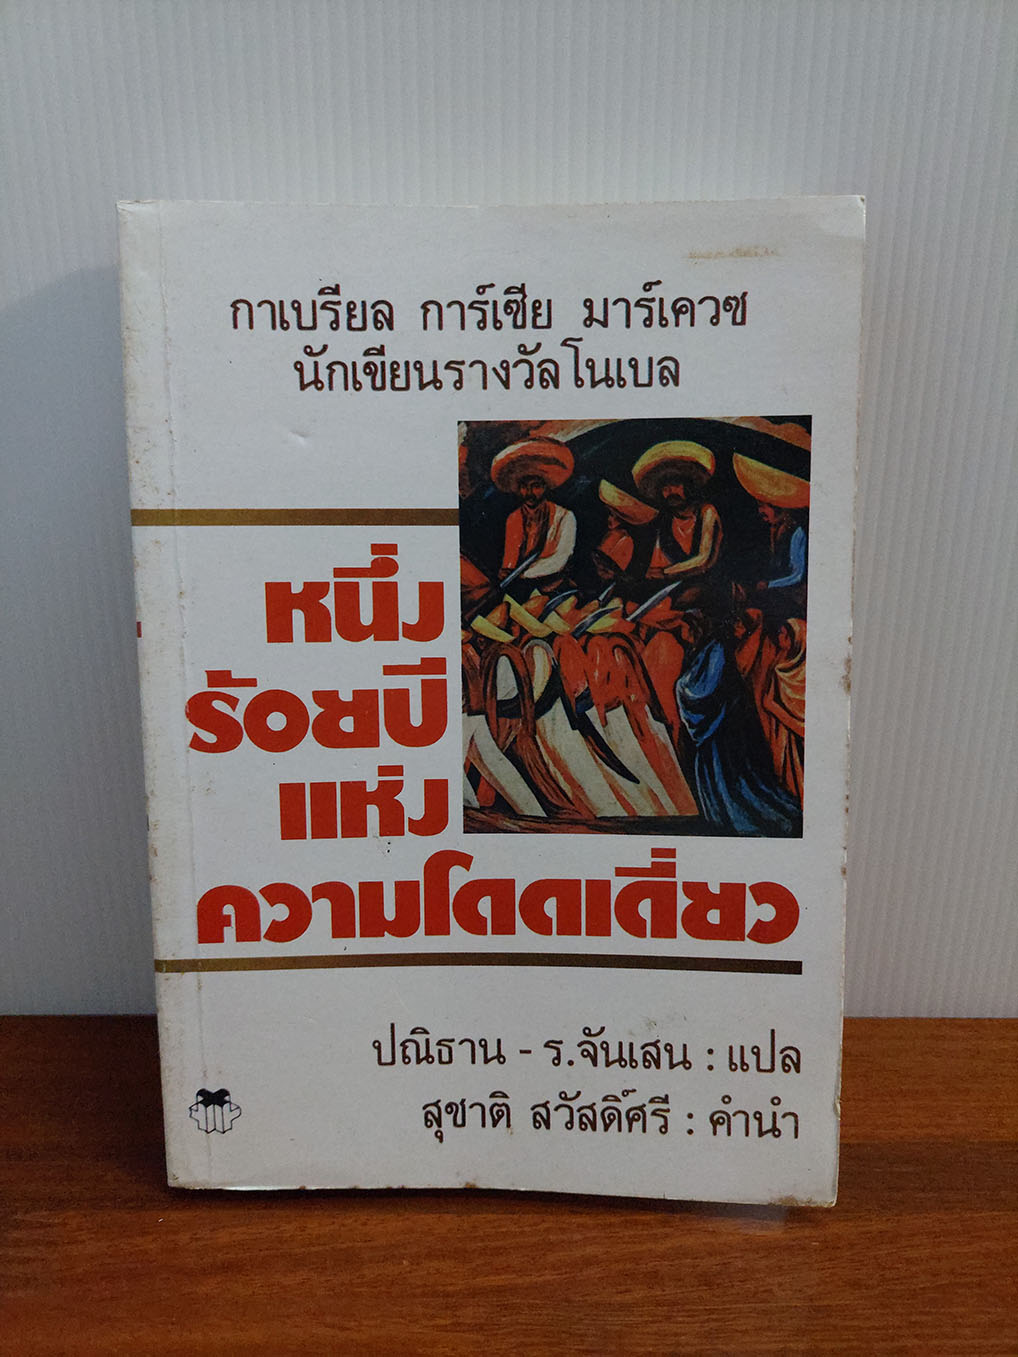 กาเบรียล การ์เซีย มาร์เควซ
นักเขียนรางวัลโนเบล
หนึ่ง
ร้อยปี
แห่ง
ความโดดเดี่ยว
ปณิธาน - ร.จันเสน : แปล
สุชาติ สวัสดิ์ศรี : คำนำ